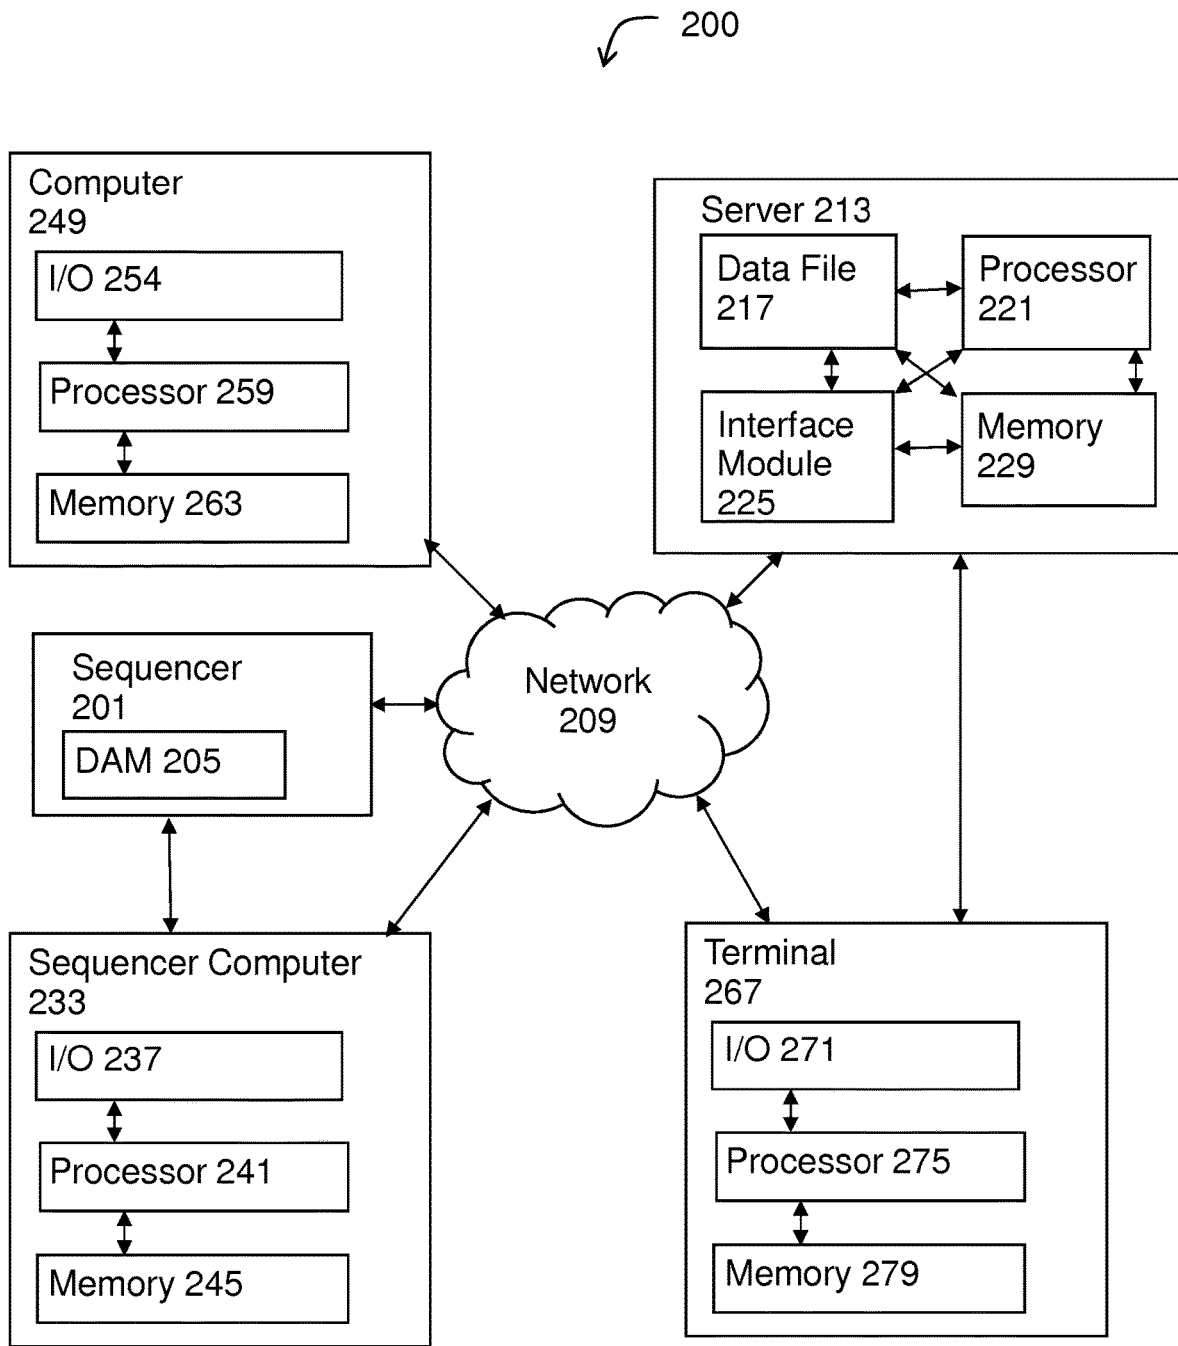 200
Computer
249
I/O 254
Processor 259
Memory 263
Server 213
Data File
217
Processor
221
Interface
Module
225
Memory
229
Sequencer
201
DAM 205
Network
209
Sequencer Computer
233
I/O 237
Processor 241
Memory 245
Terminal
267
I/O 271
Processor 275
Memory 279